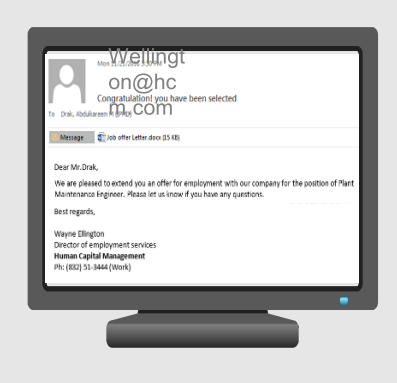 Wellingt
on@hc
m.com
Mon
Congratulation! you have been selected
To Drak, Abdulkareem
Message Job offer Letter.docx (15 KB)
Dear Mr.Drak,
We are pleased to extend you an offer for employment with our company for the position of Plant
Maintenance Engineer. Please let us know if you have any questions.
Best regards,
Wayne Ellington
Director of employment services
Human Capital Management
Ph: (832) 51-3444 (Work)